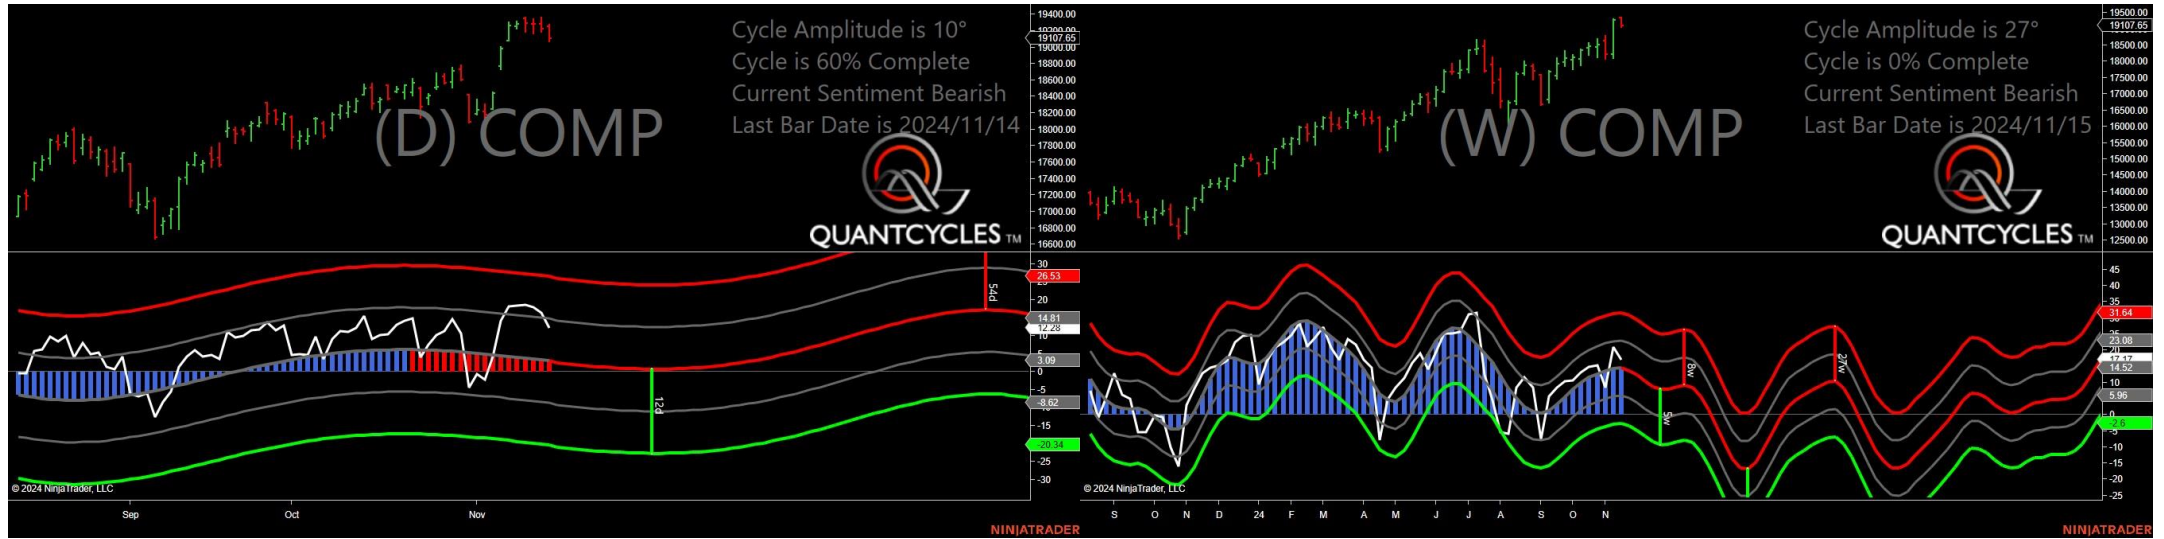 Cycle Amplitude is 10°
Cycle is 60% Complete
Current Sentiment Bearish
Last Bar Date is 2024/11/14
(D) COMP
QUANTCYCLES TM
19400.00
19107.65
19000.00
18800.00
18600.00
18400.00
18200.00
18000.00
17800.00
17600.00
17400.00
17200.00
17000.00
16800.00
16600.00
30
26.53
20
14.81
12.28
10
3.09
0
-5
-8.62
-15
-20.34
-25
-30
54d
12d
© 2024 NinjaTrader, LLC
Sep Oct Nov
NINJATRADER
Cycle Amplitude is 27°
Cycle is 0% Complete
Current Sentiment Bearish
Last Bar Date is 2024/11/15
(W) COMP
QUANTCYCLES TM
19500.00
19107.65
18500.00
18000.00
17500.00
17000.00
16500.00
16000.00
15500.00
15000.00
14500.00
14000.00
13500.00
13000.00
12500.00
45
40
35
31.64
25
23.08
20
17.17
14.52
10
5.96
0
-2.6
-5
-10
-15
-20
-25
8w
27w
5w
© 2024 NinjaTrader, LLC
S O N D 24 F M A M J J A S O N
NINJATRADER